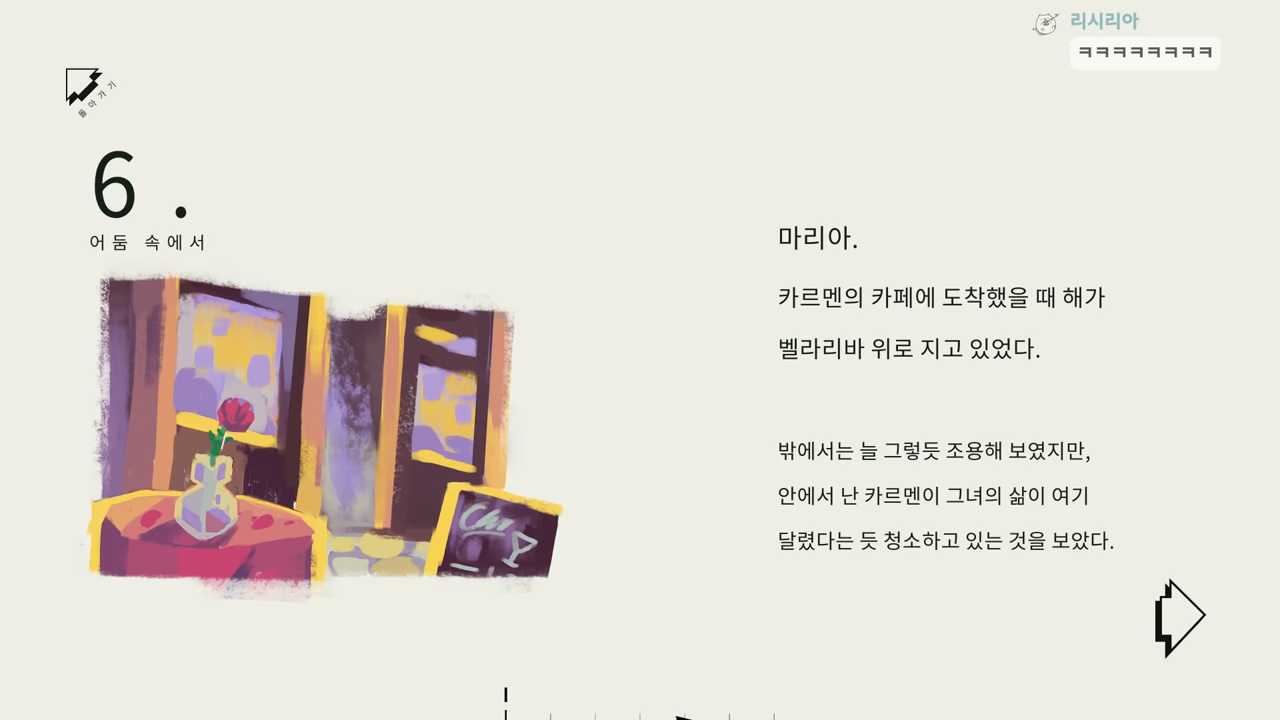 리시리아
ㅋㅋㅋㅋㅋㅋㅋㅋ
돌아가기
6.
어둠 속에서
마리아.
카르멘의 카페에 도착했을 때 해가
벨라리바 위로 지고 있었다.
밖에서는 늘 그렇듯 조용해 보였지만,
안에서 난 카르멘이 그녀의 삶이 여기
달렸다는 듯 청소하고 있는 것을 보았다.